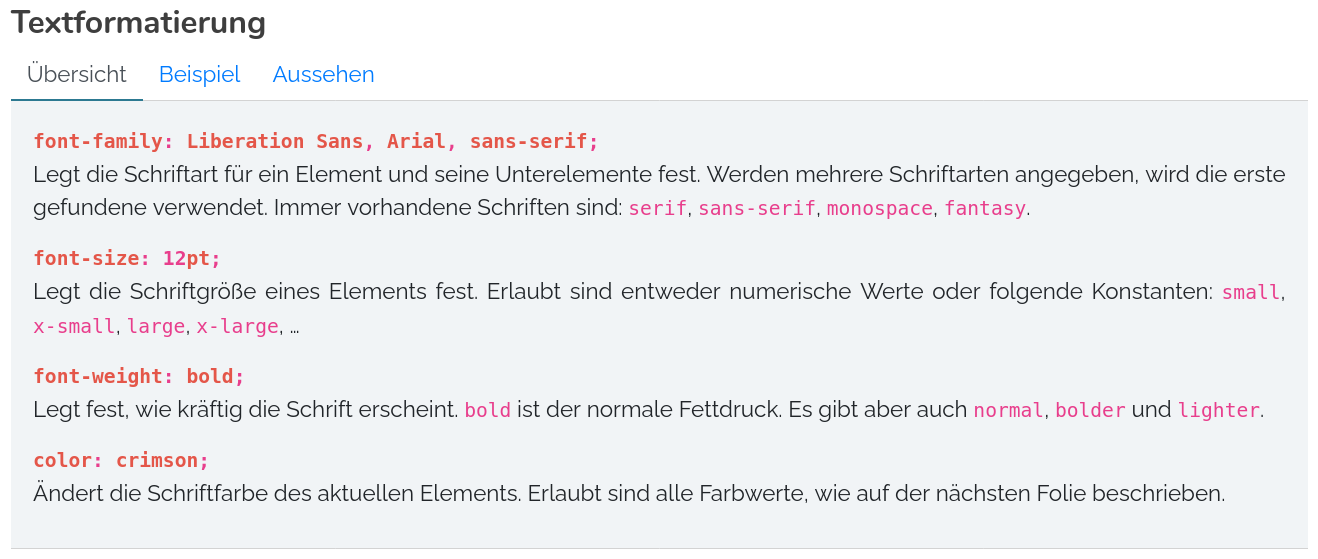 Textformatierung
Übersicht Beispiel Aussehen
font-family: Liberation Sans, Arial, sans-serif;
Legt die Schriftart für ein Element und seine Unterelemente fest. Werden mehrere Schriftarten angegeben, wird die erste
gefundene verwendet. Immer vorhandene Schriften sind: serif, sans-serif, monospace, fantasy.
font-size: 12pt;
Legt die Schriftgröße eines Elements fest. Erlaubt sind entweder numerische Werte oder folgende Konstanten: small,
x-small, large, x-large, …
font-weight: bold;
Legt fest, wie kräftig die Schrift erscheint. bold ist der normale Fettdruck. Es gibt aber auch normal, bolder und lighter.
color: crimson;
Ändert die Schriftfarbe des aktuellen Elements. Erlaubt sind alle Farbwerte, wie auf der nächsten Folie beschrieben.